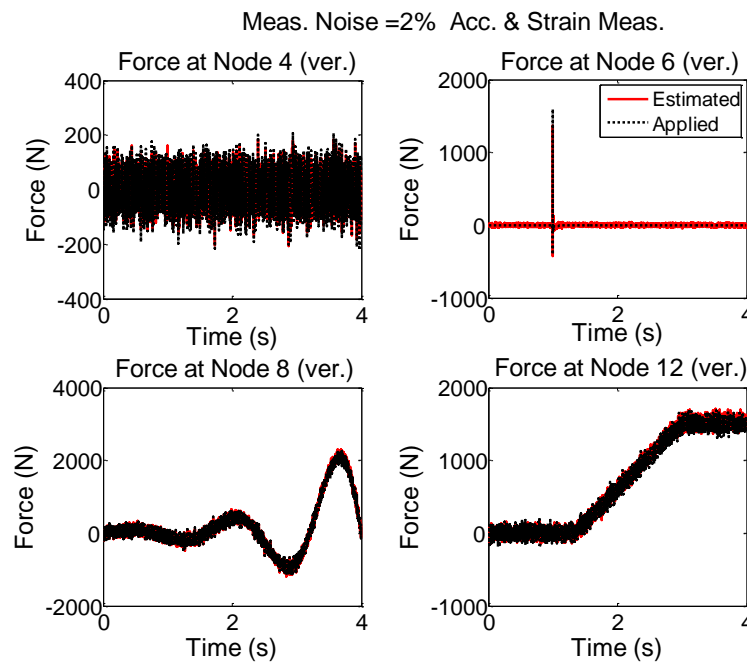 Meas. Noise =2%  Acc. & Strain Meas.
Force at Node 4 (ver.)
400
200
0
-200
-400
Force (N)
0
2
4
Time (s)
Force at Node 6 (ver.)
2000
1000
0
-1000
Force (N)
Estimated
Applied
0
2
4
Time (s)
Force at Node 8 (ver.)
4000
2000
0
-2000
Force (N)
0
2
4
Time (s)
Force at Node 12 (ver.)
2000
1000
0
-1000
Force (N)
0
2
4
Time (s)